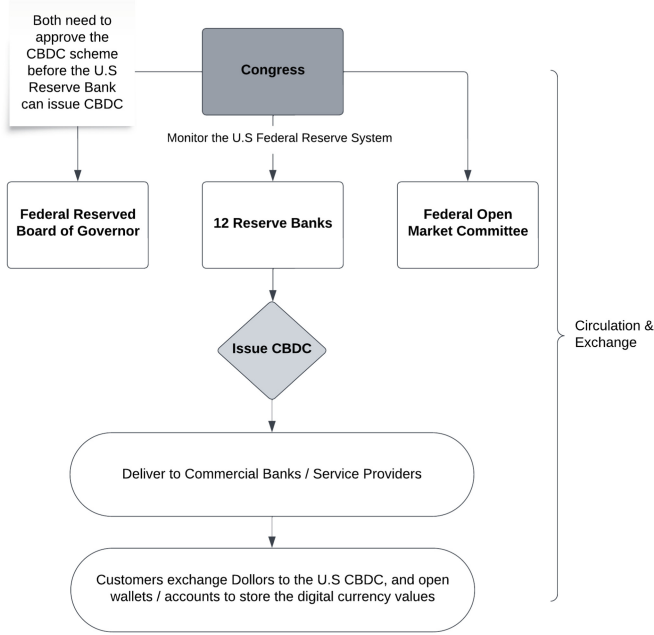 Both need to
approve the
CBDC scheme
before the U.S
Reserve Bank
can issue CBDC
Congress
Monitor the U.S Federal Reserve System
Federal Reserved
Board of Governor
12 Reserve Banks
Federal Open
Market Committee
Issue CBDC
Circulation &
Exchange
Deliver to Commercial Banks / Service Providers
Customers exchange Dollors to the U.S CBDC, and open
wallets / accounts to store the digital currency values